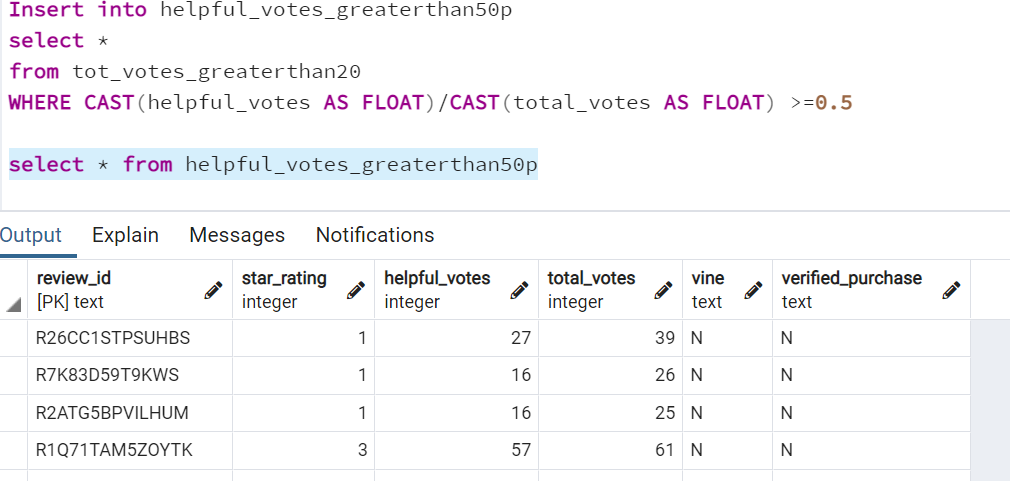 Insert into helpful_votes_greaterthan50p
select *
from tot_votes_greaterthan20
WHERE CAST(helpful_votes AS FLOAT)/CAST(total_votes AS FLOAT) >=0.5
select * from helpful_votes_greaterthan50p
Output Explain Messages Notifications
review_id star_rating helpful_votes total_votes vine verified_purchase
[PK] text integer integer integer text text
R26CC1STPSUHBS 1 27 39 N N
R7K83D59T9KWS 1 16 26 N N
R2ATG5BPVILHUM 1 16 25 N N
R1Q71TAM5ZOYTK 3 57 61 N N